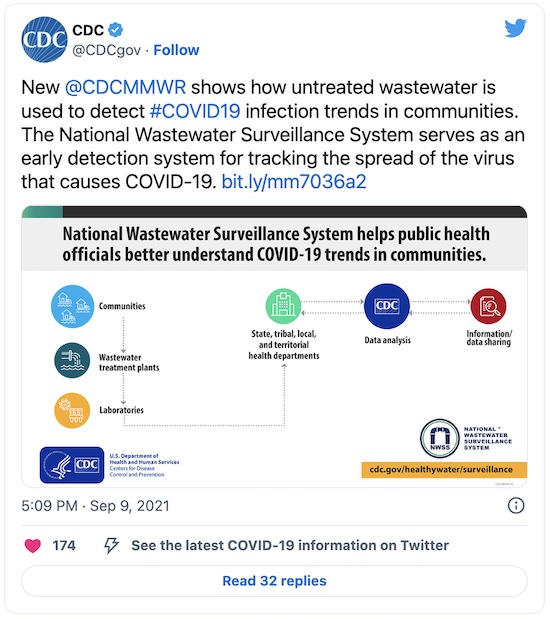 CDC
CDC
@CDCgov · Follow
New @CDCMMWR shows how untreated wastewater is
used to detect #COVID19 infection trends in communities.
The National Wastewater Surveillance System serves as an
early detection system for tracking the spread of the virus
that causes COVID-19. bit.ly/mm7036a2
National Wastewater Surveillance System helps public health
officials better understand COVID-19 trends in communities.
Communities
Wastewater
treatment plants
Laboratories
State, tribal, local,
and territorial
health departments
CDC
Data analysis
Information/
data sharing
CDC
U.S. Department of
Health and Human Services
Centers for Disease
Control and Prevention
NWSS
NATIONAL
WASTEWATER
SURVEILLANCE
SYSTEM
cdc.gov/healthywater/surveillance
5:09 PM · Sep 9, 2021
174
See the latest COVID-19 information on Twitter
Read 32 replies